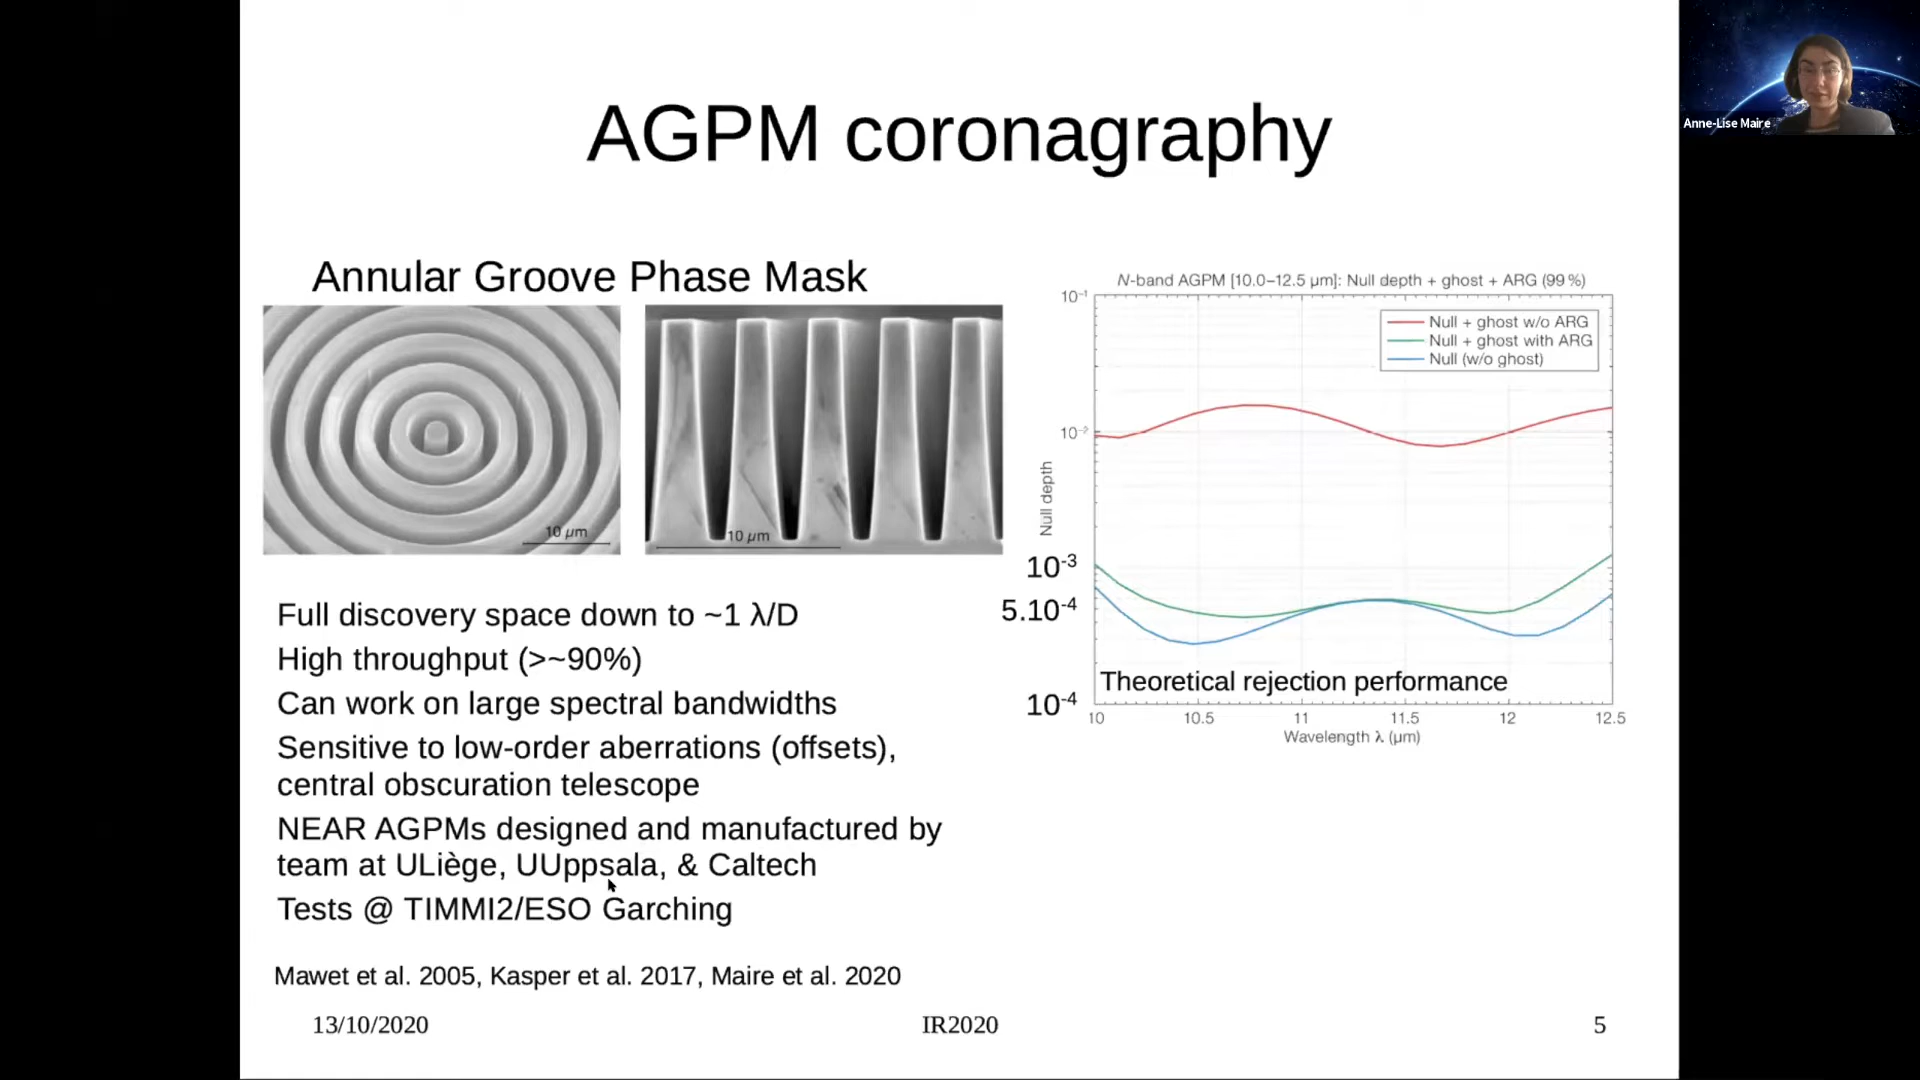 AGPM coronagraphy
Anne-Lise Maire
Annular Groove Phase Mask
10 µm
10 µm
Full discovery space down to ~1 λ/D
High throughput (>~90%)
Can work on large spectral bandwidths
Sensitive to low-order aberrations (offsets),
central obscuration telescope
NEAR AGPMs designed and manufactured by
team at ULiège, UUppsala, & Caltech
Tests @ TIMMI2/ESO Garching
Mawet et al. 2005, Kasper et al. 2017, Maire et al. 2020
N-band AGPM [10.0–12.5 µm]: Null depth + ghost + ARG (99 %)
Null + ghost w/o ARG
Null + ghost with ARG
Null (w/o ghost)
Null depth
10⁻¹
10⁻²
10⁻³
5.10⁻⁴
10⁻⁴
Theoretical rejection performance
10 10.5 11 11.5 12 12.5
Wavelength λ (µm)
13/10/2020 IR2020 5